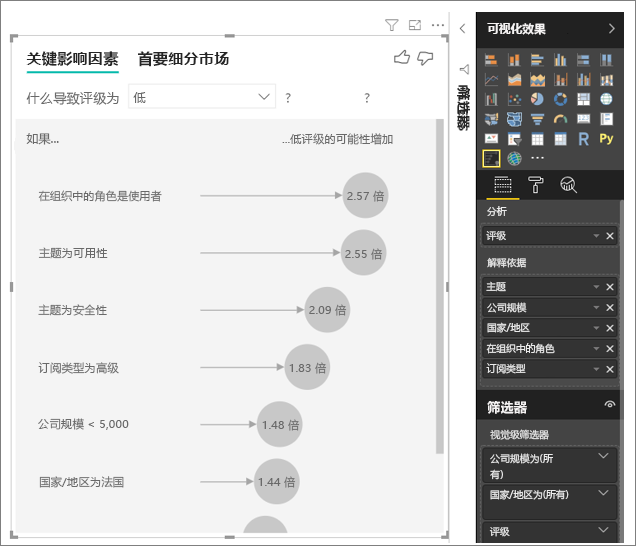 关键影响因素 首要细分市场
什么导致评级为 低 ? ?
如果... ...低评级的可能性增加
在组织中的角色是使用者 2.57 倍
主题为可用性 2.55 倍
主题为安全性 2.09 倍
订阅类型为高级 1.83 倍
公司规模 < 5,000 1.48 倍
国家/地区为法国 1.44 倍
筛选器
可视化效果
R Py
分析
评级
解释依据
主题
公司规模
国家/地区
在组织中的角色
订阅类型
筛选器
视觉级筛选器
公司规模为(所
有)
国家/地区为(所有)
评级